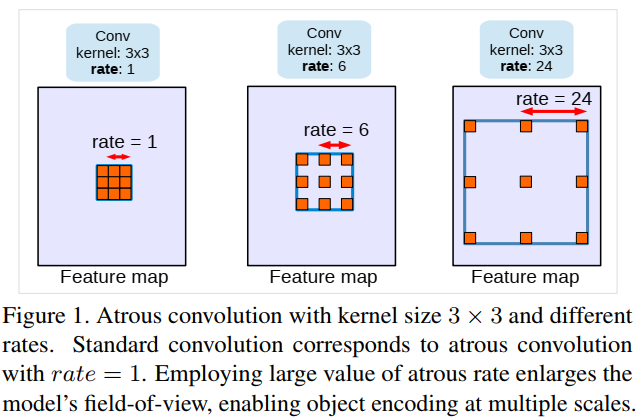 Conv
kernel: 3x3
rate: 1
Conv
kernel: 3x3
rate: 6
Conv
kernel: 3x3
rate: 24
rate = 1
rate = 6
rate = 24
Feature map
Feature map
Feature map
Figure 1. Atrous convolution with kernel size 3 × 3 and different
rates. Standard convolution corresponds to atrous convolution
with rate = 1. Employing large value of atrous rate enlarges the
model's field-of-view, enabling object encoding at multiple scales.